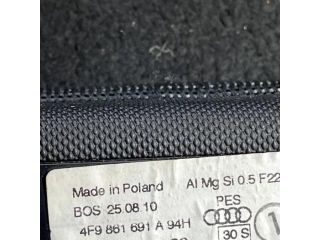 Made in Poland Al Mg Si 0.5 F22
BOS 25.08.10 PES
4F9 861 691 A 94H
30 S